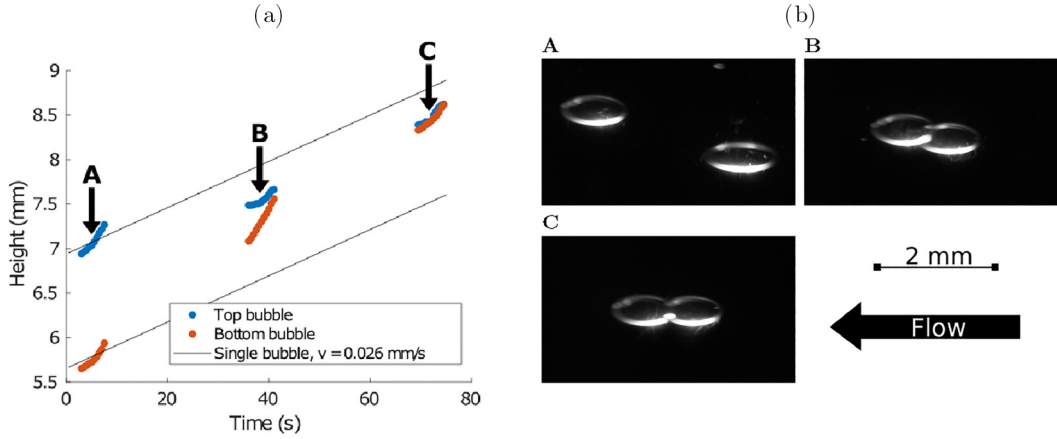 (a)
A
B
C
9
8.5
8
7.5
7
6.5
6
5.5
0
20
40
60
80
Height (mm)
Time (s)
Top bubble
Bottom bubble
Single bubble, v = 0.026 mm/s
(b)
A
B
C
2 mm
Flow